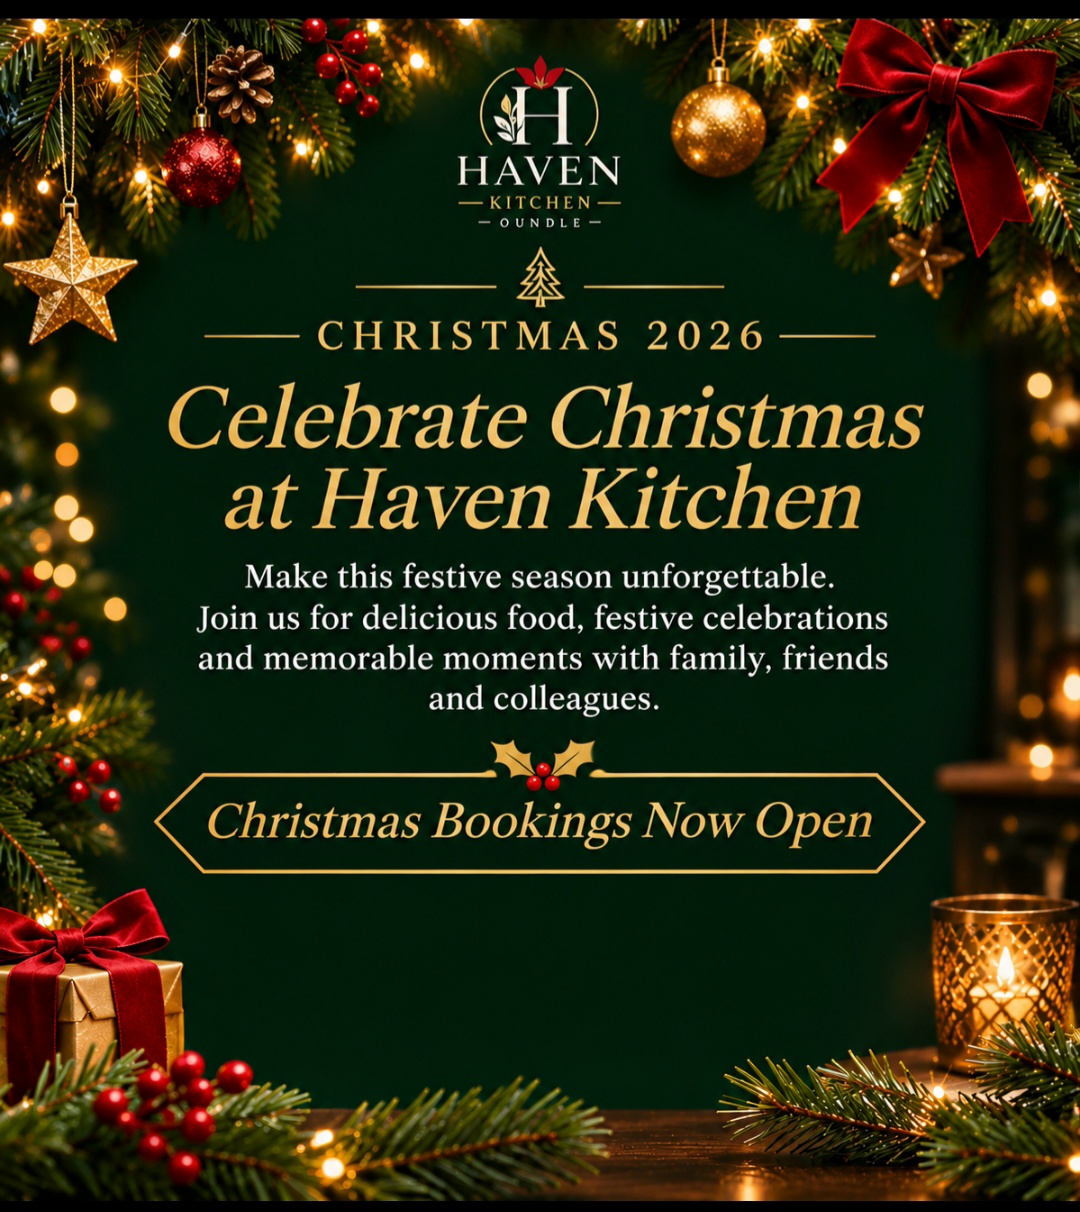 H
HAVEN
KITCHEN
OUNDLE
CHRISTMAS 2026
Celebrate Christmas
at Haven Kitchen
Make this festive season unforgettable.
Join us for delicious food, festive celebrations
and memorable moments with family, friends
and colleagues.
Christmas Bookings Now Open